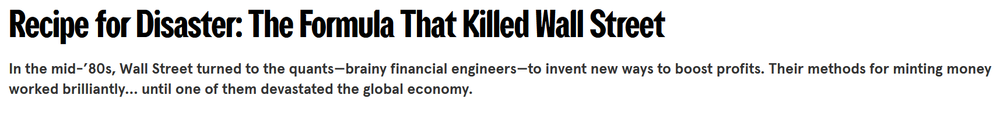 Recipe for Disaster: The Formula That Killed Wall Street
In the mid-’80s, Wall Street turned to the quants—brainy financial engineers—to invent new ways to boost profits. Their methods for minting money
worked brilliantly... until one of them devastated the global economy.